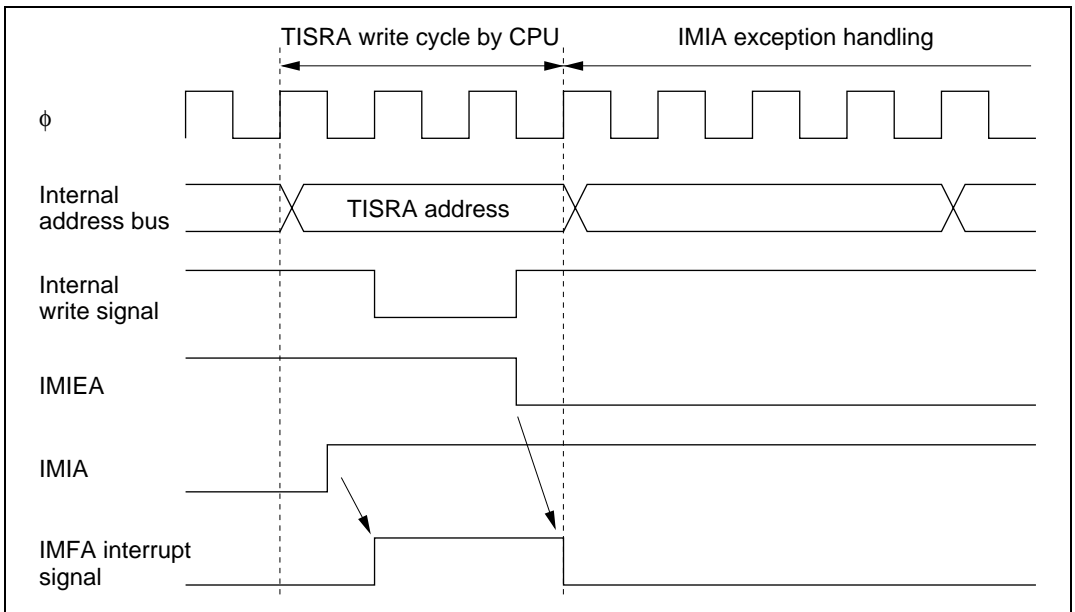 TISRA write cycle by CPU
IMIA exception handling
φ
Internal
address bus
TISRA address
Internal
write signal
IMIEA
IMIA
IMFA interrupt
signal